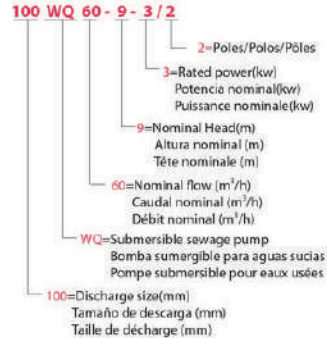 100 WQ 60 - 9 - 3 / 2
2=Poles/Polos/Pôles
3=Rated power(kw)
Potencia nominal(kw)
Puissance nominale(kw)
9=Nominal Head(m)
Altura nominal (m)
Tête nominale (m)
60=Nominal flow (m³/h)
Caudal nominal (m³/h)
Débit nominal (m³/h)
WQ=Submersible sewage pump
Bomba sumergible para aguas sucias
Pompe submersible pour eaux usées
100=Discharge size(mm)
Tamaño de descarga (mm)
Taille de décharge (mm)